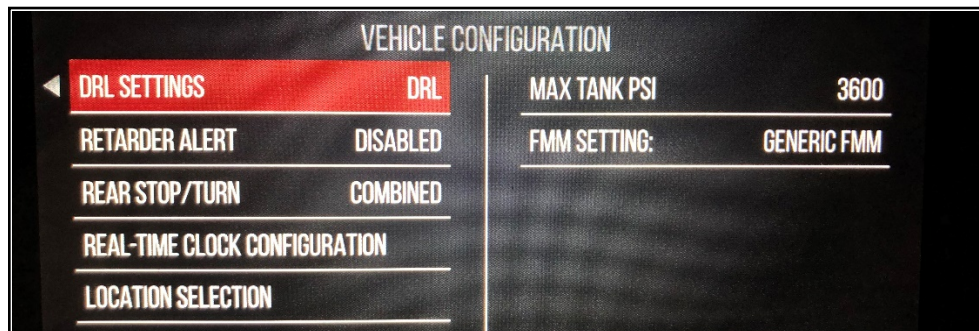 VEHICLE CONFIGURATION
DRL SETTINGS DRL
RETARDER ALERT DISABLED
REAR STOP/TURN COMBINED
REAL-TIME CLOCK CONFIGURATION
LOCATION SELECTION
MAX TANK PSI 3600
FMM SETTING: GENERIC FMM